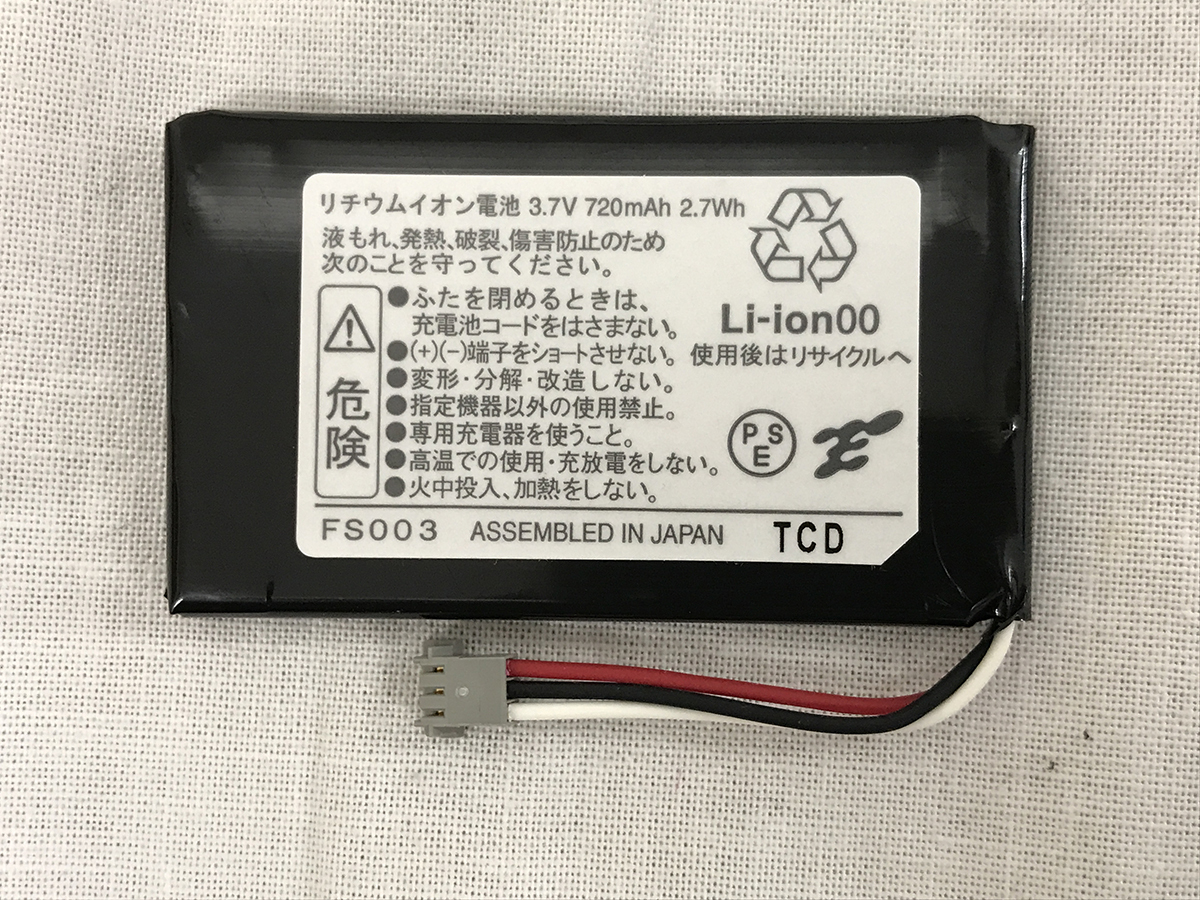 リチウムイオン電池 3.7V 720mAh 2.7Wh
液もれ、発熱、破裂、傷害防止のため
次のことを守ってください。
危険
●ふたを閉めるときは、
充電池コードをはさまない。
●(+)(−)端子をショートさせない。
●変形・分解・改造しない。
●指定機器以外の使用禁止。
●専用充電器を使うこと。
●高温での使用・充放電をしない。
●火中投入、加熱をしない。
Li-ion00
使用後はリサイクルへ
PSE
FS003 ASSEMBLED IN JAPAN TCD